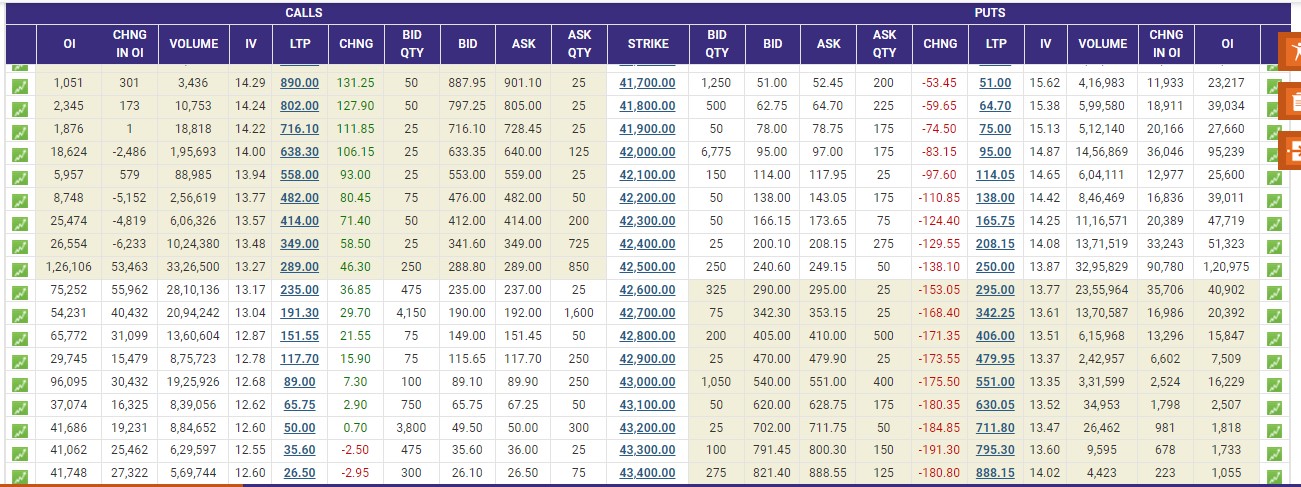 CALLS PUTS
OI CHNG IN OI VOLUME IV LTP CHNG BID QTY BID ASK ASK QTY STRIKE BID QTY BID ASK ASK QTY CHNG LTP IV VOLUME CHNG IN OI OI
1,051 301 3,436 14.29 890.00 131.25 50 887.95 901.10 25 41,700.00 1,250 51.00 52.45 200 -53.45 51.00 15.62 4,16,983 11,933 23,217
2,345 173 10,753 14.24 802.00 127.90 50 797.25 805.00 25 41,800.00 500 62.75 64.70 225 -59.65 64.70 15.38 5,99,580 18,911 39,034
1,876 1 18,818 14.22 716.10 111.85 25 716.10 728.45 25 41,900.00 50 78.00 78.75 175 -74.50 75.00 15.13 5,12,140 20,166 27,660
18,624 -2,486 1,95,693 14.00 638.30 106.15 25 633.35 640.00 125 42,000.00 6,775 95.00 97.00 175 -83.15 95.00 14.87 14,56,869 36,046 95,239
5,957 579 88,985 13.94 558.00 93.00 25 553.00 559.00 25 42,100.00 150 114.00 117.95 25 -97.60 114.05 14.65 6,04,111 12,977 25,600
8,748 -5,152 2,56,619 13.77 482.00 80.45 75 476.00 482.00 50 42,200.00 50 138.00 143.05 75 -110.85 138.00 14.42 8,46,469 16,836 39,011
25,474 -4,819 6,06,326 13.57 414.00 71.40 50 412.00 414.00 200 42,300.00 50 166.15 173.65 75 -124.40 165.75 14.25 11,16,571 20,389 47,719
26,554 -6,233 10,24,380 13.48 349.00 58.50 25 341.60 349.00 725 42,400.00 25 200.10 208.15 275 -129.55 208.15 14.08 13,71,519 33,243 51,323
1,26,106 53,463 33,26,500 13.27 289.00 46.30 250 288.80 289.00 850 42,500.00 250 240.60 249.15 50 -138.10 250.00 13.87 32,95,829 90,780 1,20,975
75,252 55,962 28,10,136 13.17 235.00 36.85 475 235.00 237.00 25 42,600.00 325 290.00 295.00 25 -153.05 295.00 13.77 23,55,964 35,706 40,902
54,231 40,432 20,94,242 13.04 191.30 29.70 4,150 190.00 192.00 1,600 42,700.00 75 342.30 353.15 25 -168.40 342.25 13.61 13,70,587 16,986 20,392
65,772 31,099 13,60,604 12.87 151.55 21.55 75 149.00 151.45 50 42,800.00 200 405.00 410.00 500 -171.35 406.00 13.51 6,15,968 13,296 15,847
29,745 15,479 8,75,723 12.78 117.70 15.90 75 115.65 117.70 250 42,900.00 25 470.00 479.90 25 -173.55 479.95 13.37 2,42,957 6,602 7,509
96,095 30,432 19,25,926 12.68 89.00 7.30 100 89.10 89.90 250 43,000.00 1,050 540.00 551.00 400 -175.50 551.00 13.35 3,31,599 2,524 16,229
37,074 16,325 8,39,056 12.62 65.75 2.90 750 65.75 67.25 50 43,100.00 50 620.00 628.75 175 -180.35 630.05 13.52 34,953 1,798 2,507
41,686 19,231 8,84,652 12.60 50.00 0.70 3,800 49.50 50.00 300 43,200.00 25 702.00 711.75 50 -184.85 711.80 13.47 26,462 981 1,818
41,062 25,462 6,29,597 12.55 35.60 -2.50 475 35.60 36.00 25 43,300.00 100 791.45 800.30 150 -191.30 795.30 13.60 9,595 678 1,733
41,748 27,322 5,69,744 12.60 26.50 -2.95 300 26.10 26.50 75 43,400.00 275 821.40 888.55 125 -180.80 888.15 14.02 4,423 223 1,055